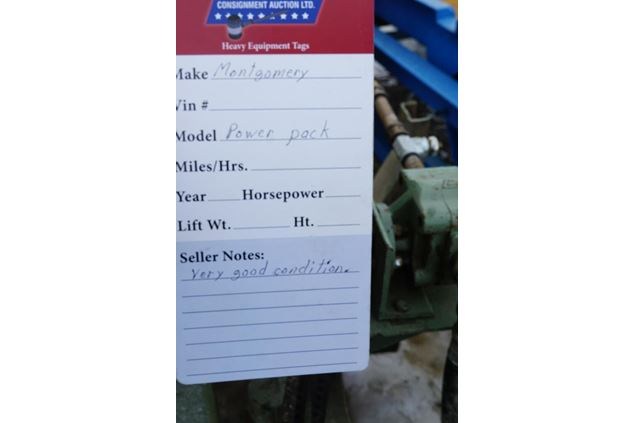 CONSIGNMENT AUCTION LTD.
Heavy Equipment Tags
Make Montgomery
Vin #
Model Power pack
Miles/Hrs.
Year Horsepower
Lift Wt. Ht.
Seller Notes:
Very good condition.